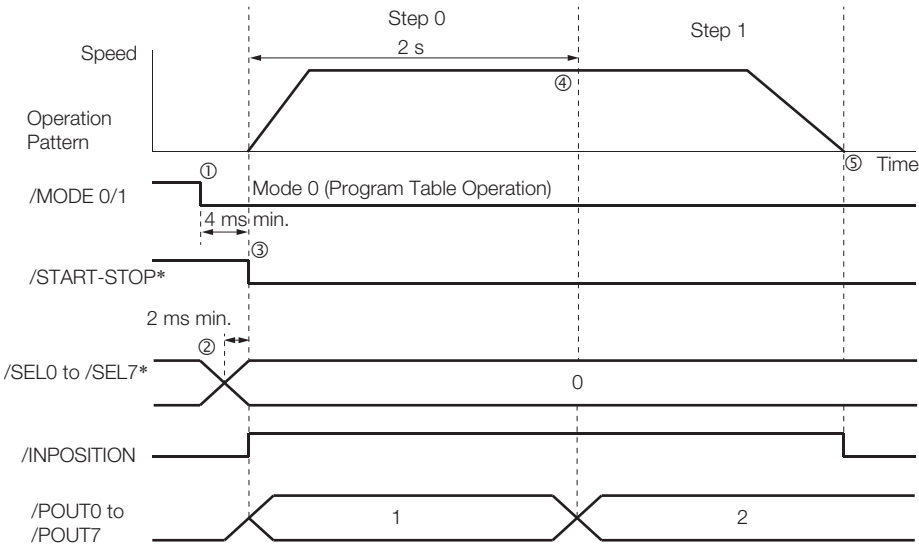 Step 0
Step 1
2 s
Speed
④
Operation
Pattern
⑤ Time
①
/MODE 0/1
Mode 0 (Program Table Operation)
4 ms min.
③
/START-STOP*
2 ms min.
②
/SEL0 to /SEL7*
0
/INPOSITION
/POUT0 to
/POUT7
1
2